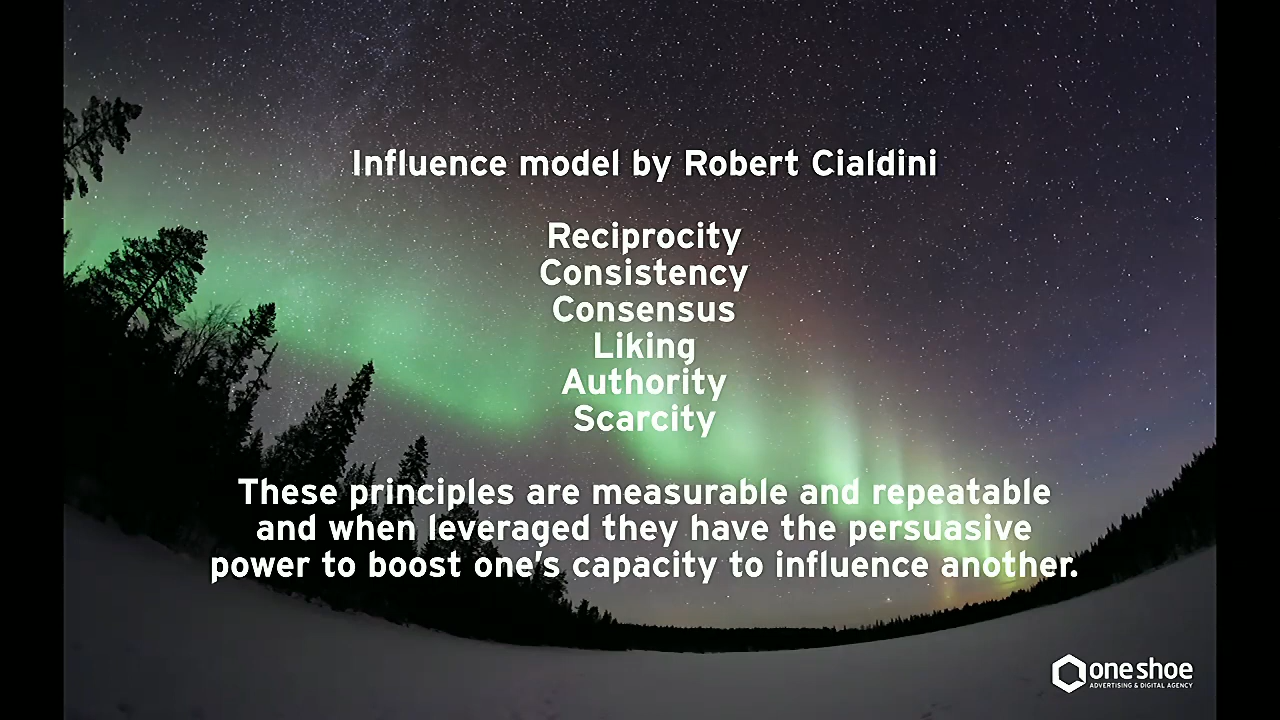 Influence model by Robert Cialdini
Reciprocity
Consistency
Consensus
Liking
Authority
Scarcity
These principles are measurable and repeatable
and when leveraged they have the persuasive
power to boost one's capacity to influence another.
oneshoe
ADVERTISING & DIGITAL AGENCY